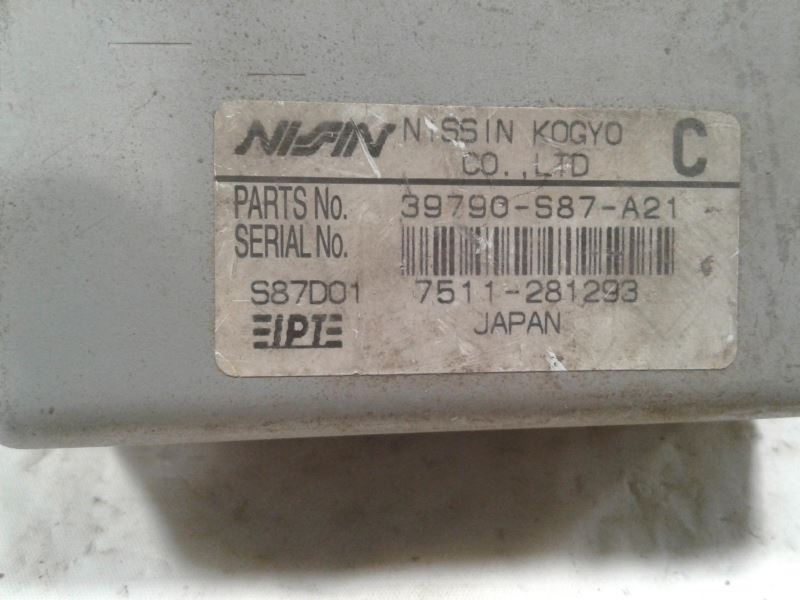 NISSIN NISSIN KOGYO
CO.,LTD C
PARTS No. 39790-S87-A21
SERIAL No.
S87D01 7511-281293
IPT JAPAN